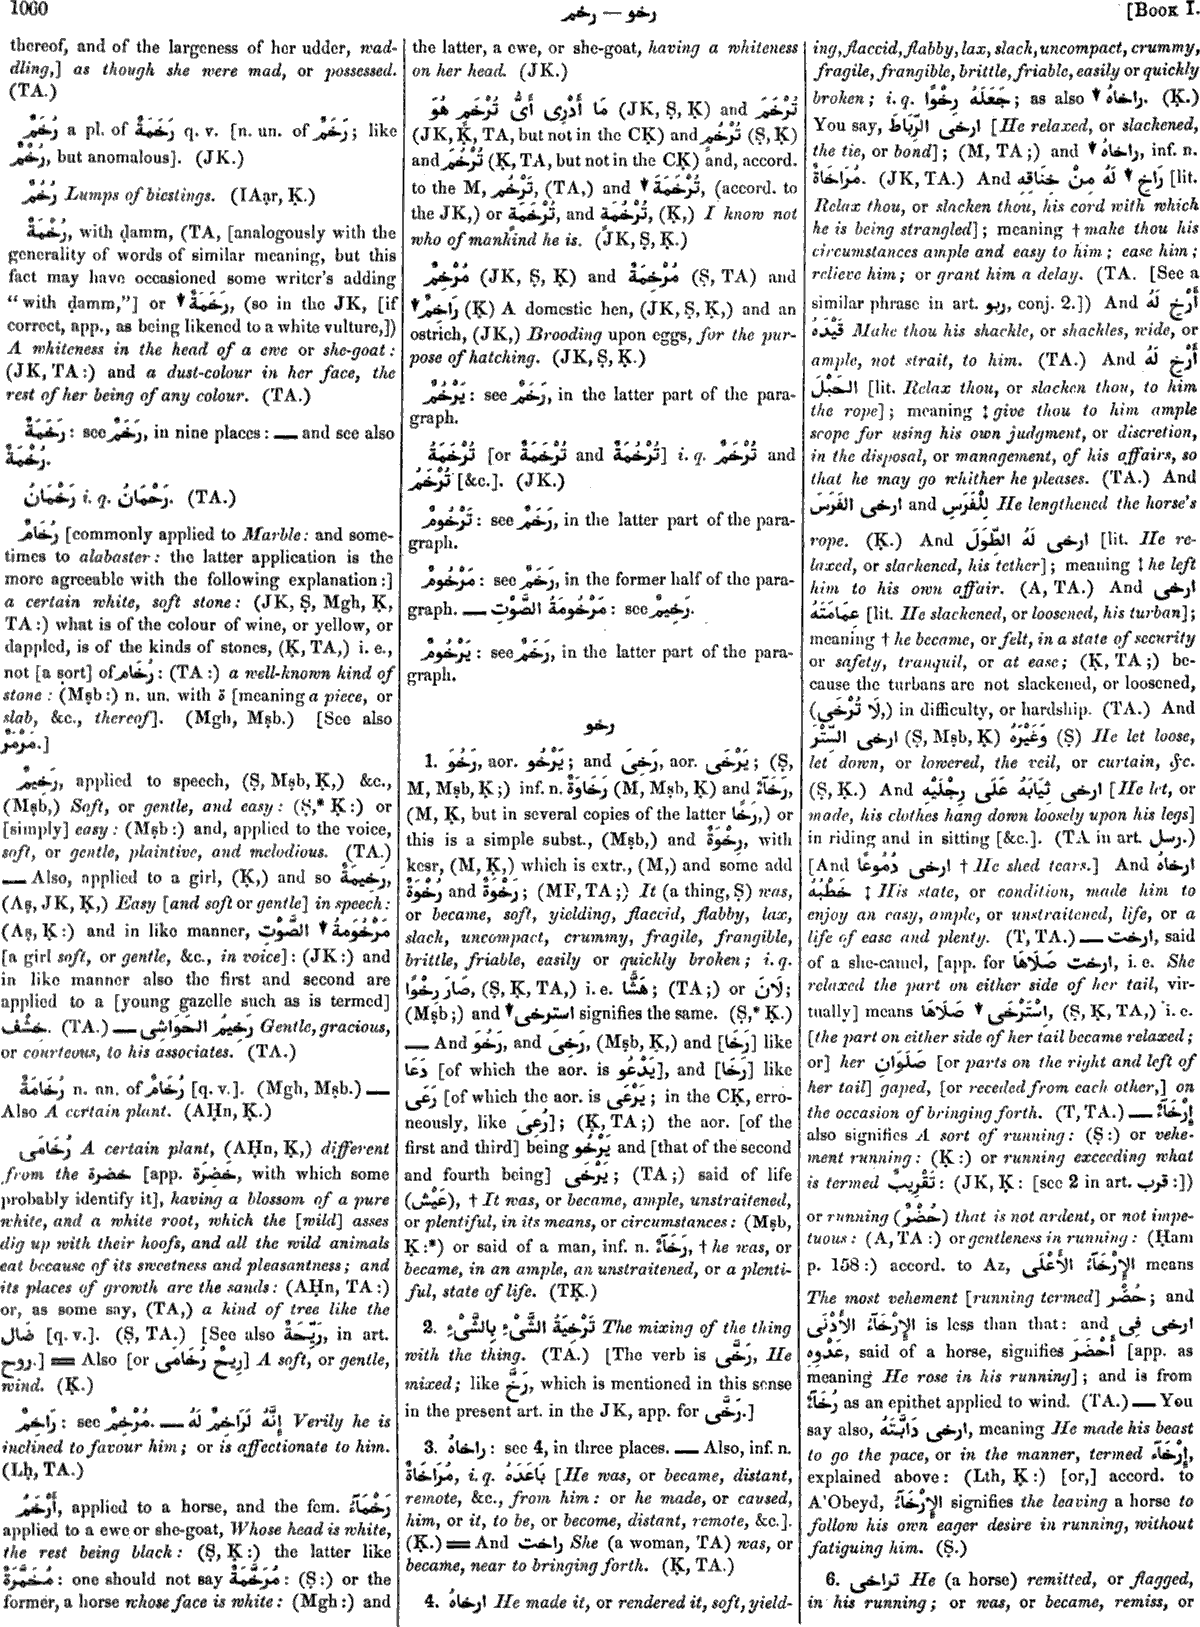 1060
رخو — رخم
[Book I.
thereof, and of the largeness of her udder, wad-
dling,] as though she were mad, or possessed.
(TA.)
رُخُمٌ a pl. of رَخَمَةٌ q. v. [n. un. of رَخَمٌ; like
رُخُمٌ, but anomalous]. (JK.)
رُخُمٌ Lumps of biestings. (IAạr, Ḳ.)
رُخْمَةٌ, with ḍamm, (TA, [analogously with the
generality of words of similar meaning, but this
fact may have occasioned some writer's adding
“with ḍamm,”] or ▼ رَخَمَةٌ, (so in the JK, [if
correct, app., as being likened to a white vulture,])
A whiteness in the head of a ewe or she-goat:
(JK, TA:) and a dust-colour in her face, the
rest of her being of any colour. (TA.)
رَخَمَةٌ: see رَخَمٌ, in nine places: — and see also
رُخْمَةٌ.
رَخْمَانُ i. q. رَحْمَانُ. (TA.)
رُخَامٌ [commonly applied to Marble: and some-
times to alabaster: the latter application is the
more agreeable with the following explanation:]
a certain white, soft stone: (JK, Ṣ, Mgh, Ḳ,
TA:) what is of the colour of wine, or yellow, or
dappled, is of the kinds of stones, (Ḳ, TA,) i. e.,
not [a sort] of رُخَام: (TA:) a well-known kind of
stone: (Mṣb:) n. un. with ة [meaning a piece, or
slab, &c., thereof]. (Mgh, Mṣb.) [See also
مَرْمَرٌ.]
رَخِيمٌ, applied to speech, (Ṣ, Mṣb, Ḳ,) &c.,
(Mṣb,) Soft, or gentle, and easy: (Ṣ,* Ḳ:) or
[simply] easy: (Mṣb:) and, applied to the voice,
soft, or gentle, plaintive, and melodious. (TA.)
— Also, applied to a girl, (Ḳ,) and so رَخِيمَةٌ,
(Aṣ, JK, Ḳ,) Easy [and soft or gentle] in speech:
(Aṣ, Ḳ:) and in like manner, مَرْخُومَةُ ▼ الصَّوْتِ
[a girl soft, or gentle, &c., in voice]: (JK:) and
in like manner also the first and second are
applied to a [young gazelle such as is termed]
خِشْف. (TA.) — رَخِيمُ الحَوَاشِى Gentle, gracious,
or courteous, to his associates. (TA.)
رُخَامَةٌ n. un. of رُخَامٌ [q. v.]. (Mgh, Mṣb.) —
Also A certain plant. (AḤn, Ḳ.)
رُخَامَى A certain plant, (AḤn, Ḳ,) different
from the خضرة [app. خَضِرَة, with which some
probably identify it], having a blossom of a pure
white, and a white root, which the [wild] asses
dig up with their hoofs, and all the wild animals
eat because of its sweetness and pleasantness; and
its places of growth are the sands: (AḤn, TA:)
or, as some say, (TA,) a kind of tree like the
ضَال [q. v.]. (Ṣ, TA.) [See also رَيِّحَةٌ, in art.
روح.] = Also [or رِيحٌ رُخَامَى] A soft, or gentle,
wind. (Ḳ.)
رَاخِمٌ: see مُرْخِمٌ. — إِنَّهُ لَرَاخِمٌ لَهُ Verily he is
inclined to favour him; or is affectionate to him.
(Lḥ, TA.)
أَرْخَمُ, applied to a horse, and the fem. رَخْمَآءُ
applied to a ewe or she-goat, Whose head is white,
the rest being black: (Ṣ, Ḳ:) the latter like
مُخَمَّرَةٌ: one should not say مُرَخَّمَةٌ: (Ṣ:) or the
former, a horse whose face is white: (Mgh:) and
the latter, a ewe, or she-goat, having a whiteness
on her head. (JK.)
مَا أَدْرِى أَىُّ تُرْخَمٍ هُوَ (JK, Ṣ, Ḳ) and تُرْخَمَ
(JK, Ḳ, TA, but not in the CḲ) and تُرْخُمٍ (Ṣ, Ḳ)
and تُرْخُمَ (Ḳ, TA, but not in the CḲ) and, accord.
to the M, تَرْخُمٍ, (TA,) and ▼ تُرْخَمَةَ, (accord. to
the JK,) or تُرْخَمَةٍ, and تُرْخُمَةٍ, (Ḳ,) I know not
who of mankind he is. (JK, Ṣ, Ḳ.)
مُرْخِمٌ (JK, Ṣ, Ḳ) and مُرْخِمَةٌ (Ṣ, TA) and
▼ رَاخِمٌ (Ḳ) A domestic hen, (JK, Ṣ, Ḳ,) and an
ostrich, (JK,) Brooding upon eggs, for the pur-
pose of hatching. (JK, Ṣ, Ḳ.)
يَرْخُمٌ: see رَخَمٌ, in the latter part of the para-
graph.
تُرْخَمَةُ [or تُرْخَمَةٌ and تُرْخُمَةٌ] i. q. تُرْخَمٌ and
تُرْخَمُ [&c.]. (JK.)
تَرْخُومٌ: see رَخَمٌ, in the latter part of the para-
graph.
مَرْخُومٌ: see رَخَمٌ, in the former half of the para-
graph. — مَرْخُومَةُ الصَّوْتِ: see رَخِيمٌ.
يَرْخُومٌ: see رَخَمٌ, in the latter part of the para-
graph.
رخو
1. رَخُوَ, aor. يَرْخُو; and رَخِىَ, aor. يَرْخَى; (Ṣ,
M, Mṣb, Ḳ;) inf. n. رَخَاوَةٌ (M, Mṣb, Ḳ) and رَخَآءٌ,
(M, Ḳ, but in several copies of the latter رَخًا,) or
this is a simple subst., (Mṣb,) and رِخْوَةٌ, with
kesr, (M, Ḳ,) which is extr., (M,) and some add
رُخْوَةٌ and رَخْوَةٌ; (MF, TA;) It (a thing, Ṣ) was,
or became, soft, yielding, flaccid, flabby, lax,
slack, uncompact, crummy, fragile, frangible,
brittle, friable, easily or quickly broken; i. q.
صَارَ رِخْوًا, (Ṣ, Ḳ, TA,) i. e. هَشًّا; (TA;) or لَانَ;
(Mṣb;) and ▼ استرخى signifies the same. (Ṣ,* Ḳ.)
— And رَخُوَ, and رَخِىَ, (Mṣb, Ḳ,) and [رَخَا] like
دَعَا [of which the aor. is يَدْعُو], and [رَخَا] like
رَعَى [of which the aor. is يَرْعَى; in the CḲ, erro-
neously, like رُعِىَ]; (Ḳ, TA;) the aor. [of the
first and third] being يَرْخُو and [that of the second
and fourth being] يَرْخَى; (TA;) said of life
(عَيْش), † It was, or became, ample, unstraitened,
or plentiful, in its means, or circumstances: (Mṣb,
Ḳ:*) or said of a man, inf. n. رَخَآءٌ, † he was, or
became, in an ample, an unstraitened, or a plenti-
ful, state of life. (TḲ.)
2. تَرْخِيَةُ الشَّىْءِ بِالشَّىْءِ The mixing of the thing
with the thing. (TA.) [The verb is رَخَّى, He
mixed; like رَخَّ, which is mentioned in this sense
in the present art. in the JK, app. for رَخَّى.]
3. راخاهُ: see 4, in three places. — Also, inf. n.
مُرَاخَاةٌ, i. q. بَاعَدَهُ [He was, or became, distant,
remote, &c., from him: or he made, or caused,
him, or it, to be, or become, distant, remote, &c.].
(Ḳ.) = And راخت She (a woman, TA) was, or
became, near to bringing forth. (Ḳ, TA.)
4. ارخاهُ He made it, or rendered it, soft, yield-
ing, flaccid, flabby, lax, slack, uncompact, crummy,
fragile, frangible, brittle, friable, easily or quickly
broken; i. q. جَعَلَهُ رِخْوًا; as also ▼ راخاهُ. (Ḳ.)
You say, ارخى الرِّبَاطَ [He relaxed, or slackened,
the tie, or bond]; (M, TA;) and ▼ راخاهُ, inf. n.
مُرَاخَاةٌ. (JK, TA.) And رَاخِ ▼ لَهُ مِنْ خِنَاقِهِ [lit.
Relax thou, or slacken thou, his cord with which
he is being strangled]; meaning † make thou his
circumstances ample and easy to him; ease him;
relieve him; or grant him a delay. (TA. [See a
similar phrase in art. ربو, conj. 2.]) And أَرْخِ لَهُ
قَيْدَهُ Make thou his shackle, or shackles, wide, or
ample, not strait, to him. (TA.) And أَرْخِ لَهُ
الحَبْلَ [lit. Relax thou, or slacken thou, to him
the rope]; meaning ‡ give thou to him ample
scope for using his own judgment, or discretion,
in the disposal, or management, of his affairs, so
that he may go whither he pleases. (TA.) And
ارخى الفَرَسَ and لِلْفَرَسِ He lengthened the horse's
rope. (Ḳ.) And ارخى لَهُ الطِّوَلَ [lit. He re-
laxed, or slackened, his tether]; meaning ‡ he left
him to his own affair. (A, TA.) And ارخى
عِمَامَتَهُ [lit. He slackened, or loosened, his turban];
meaning † he became, or felt, in a state of security
or safety, tranquil, or at ease; (Ḳ, TA;) be-
cause the turbans are not slackened, or loosened,
(لَا تُرْخَى,) in difficulty, or hardship. (TA.) And
ارخى السِّتْرَ (Ṣ, Mṣb, Ḳ) وَغَيْرَهُ (Ṣ) He let loose,
let down, or lowered, the veil, or curtain, &c.
(Ṣ, Ḳ.) And ارخى ثِيَابَهُ عَلَى رِجْلَيْهِ [He let, or
made, his clothes hang down loosely upon his legs]
in riding and in sitting [&c.]. (TA in art. رسل.)
[And ارخى دُمُوعًا † He shed tears.] And ارخاهُ
خَطْبُهُ ‡ His state, or condition, made him to
enjoy an easy, ample, or unstraitened, life, or a
life of ease and plenty. (T, TA.) — ارخت, said
of a she-camel, [app. for ارخت صَلَاهَا, i. e. She
relaxed the part on either side of her tail, vir-
tually] means اِسْتَرْخَى ▼ صَلَاهَا, (Ṣ, Ḳ, TA,) i. e.
[the part on either side of her tail became relaxed;
or] her صَلَوَانِ [or parts on the right and left of
her tail] gaped, [or receded from each other,] on
the occasion of bringing forth. (T, TA.) — إِرْخَآءٌ
also signifies A sort of running: (Ṣ:) or vehe-
ment running: (Ḳ:) or running exceeding what
is termed تَقْرِيبٌ: (JK, Ḳ: [see 2 in art. قرب:])
or running (حُضْرٌ) that is not ardent, or not impe-
tuous: (A, TA:) or gentleness in running: (Ḥam
p. 158:) accord. to Az, الإِرْخَآءُ الأَعْلَى means
The most vehement [running termed] حُضْر; and
الإِرْخَآءُ الأَدْنَى is less than that: and ارخى فِى
عَدْوِهِ, said of a horse, signifies أَحْضَرَ [app. as
meaning He rose in his running]; and is from
رُخَآءٌ as an epithet applied to wind. (TA.) — You
say also, ارخى دَابَّتَهُ, meaning He made his beast
to go the pace, or in the manner, termed إِرْخَآء,
explained above: (Lth, Ḳ:) [or,] accord. to
A'Obeyd, الإِرْخَآءُ signifies the leaving a horse to
follow his own eager desire in running, without
fatiguing him. (Ṣ.)
6. تراخى He (a horse) remitted, or flagged,
in his running; or was, or became, remiss, or